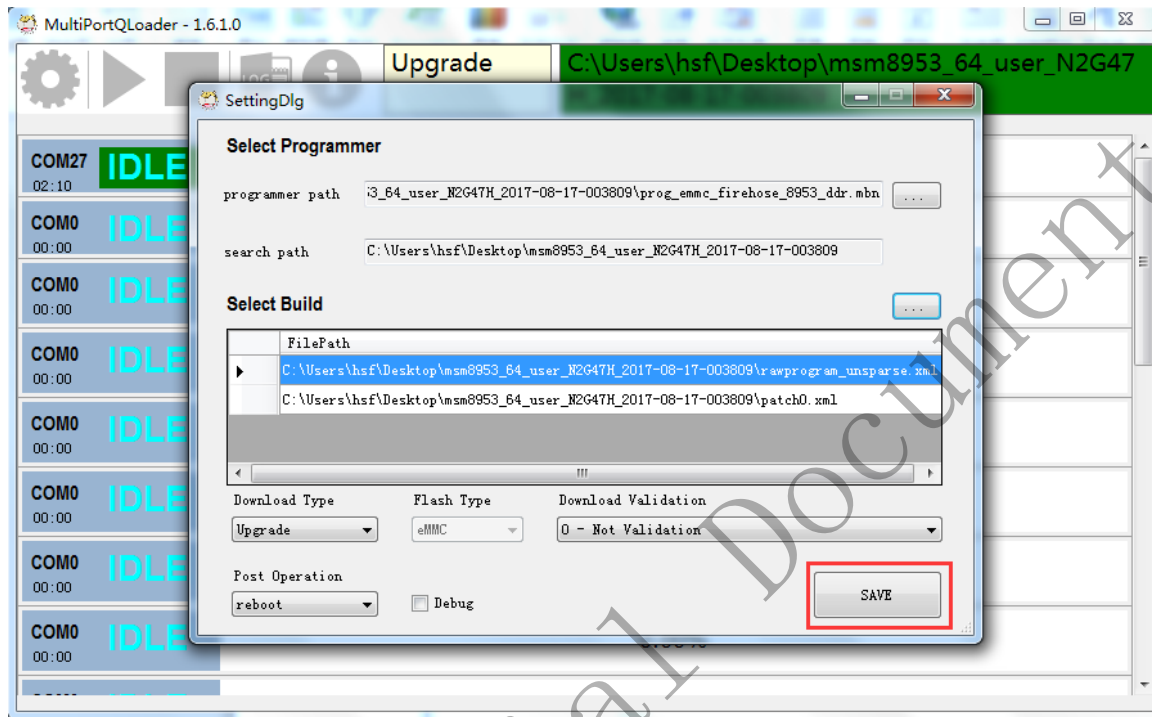 MultiPortQLoader - 1.6.1.0
LOG
Upgrade
C:\Users\hsf\Desktop\msm8953_64_user_N2G47
SettingDlg
COM27
IDLE
02:10
COM0
IDLE
00:00
COM0
IDLE
00:00
COM0
IDLE
00:00
COM0
IDLE
00:00
COM0
IDLE
00:00
COM0
IDLE
00:00
COM0
IDLE
00:00
Select Programmer
programmer path
i3_64_user_N2G47H_2017-08-17-003809\prog_emmc_firehose_8953_ddr.mbn
...
search path
C:\Users\hsf\Desktop\msm8953_64_user_N2G47H_2017-08-17-003809
Select Build
...
FilePath
C:\Users\hsf\Desktop\msm8953_64_user_N2G47H_2017-08-17-003809\rawprogram_unsparse.xml
C:\Users\hsf\Desktop\msm8953_64_user_N2G47H_2017-08-17-003809\patch0.xml
Download Type
Flash Type
Download Validation
Upgrade
eMMC
0 - Not Validation
Post Operation
reboot
Debug
SAVE
al Document